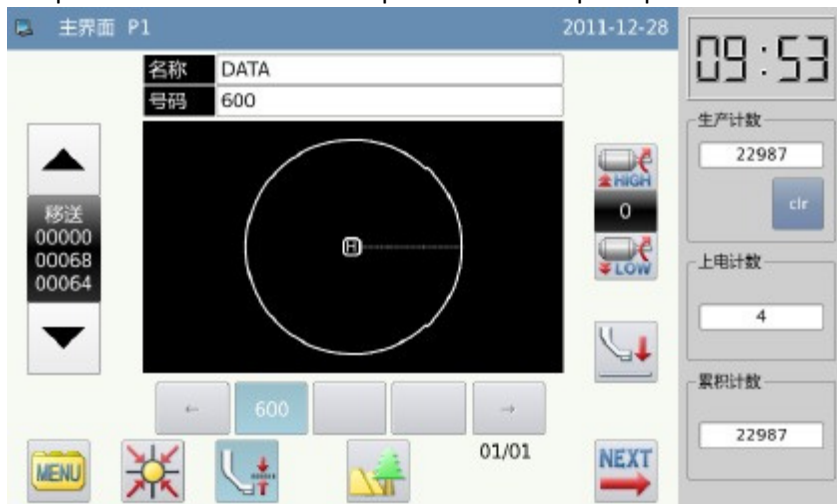 主界面 P1
2011-12-28
09:53
名称 DATA
号码 600
移送
00000
00068
00064
H
HIGH
0
LOW
生产计数
22987
clr
上电计数
4
累积计数
22987
← 600 →
01/01
MENU
NEXT